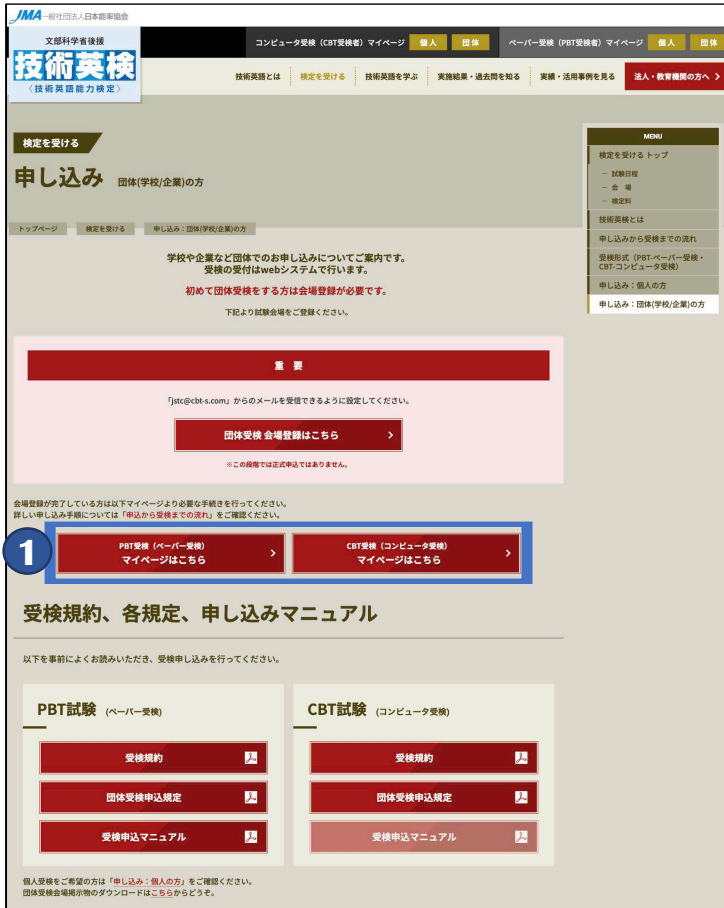 JMA 一般社団法人日本能率協会
コンピュータ受検（CBT受検者）マイページ 個人 団体 ペーパー受検（PBT受検者）マイページ 個人 団体
文部科学省後援
技術英検
〈技術英語能力検定〉
技術英語とは 検定を受ける 技術英語を学ぶ 実施結果・過去問を知る 実績・活用事例を見る 法人・教育機関の方へ
検定を受ける
申し込み 団体(学校/企業)の方
トップページ 検定を受ける 申し込み：団体(学校/企業)の方
MENU
検定を受ける トップ
－ 試験日程
－ 会　場
－ 検定料
技術英検とは
申し込みから受検までの流れ
受検形式（PBT-ペーパー受検・
CBT-コンピュータ受検）
申し込み：個人の方
申し込み：団体(学校/企業)の方
学校や企業など団体でのお申し込みについてご案内です。
受検の受付はwebシステムで行います。
初めて団体受検をする方は会場登録が必要です。
下記より試験会場をご登録ください。
重　要
「jstc@cbt-s.com」からのメールを受信できるように設定してください。
団体受検 会場登録はこちら
※この段階では正式申込ではありません。
会場登録が完了している方は以下マイページより必要な手続きを行ってください。
詳しい申し込み手順については「申込から受検までの流れ」をご確認ください。
1
PBT受検（ペーパー受検）
マイページはこちら
CBT受検（コンピュータ受検）
マイページはこちら
受検規約、各規定、申し込みマニュアル
以下を事前によくお読みいただき、受検申し込みを行ってください。
PBT試験 (ペーパー受検)
受検規約
団体受検申込規定
受検申込マニュアル
CBT試験 (コンピュータ受検)
受検規約
団体受検申込規定
受検申込マニュアル
個人受検をご希望の方は「申し込み：個人の方」をご確認ください。
団体受検会場掲示物のダウンロードはこちらからどうぞ。